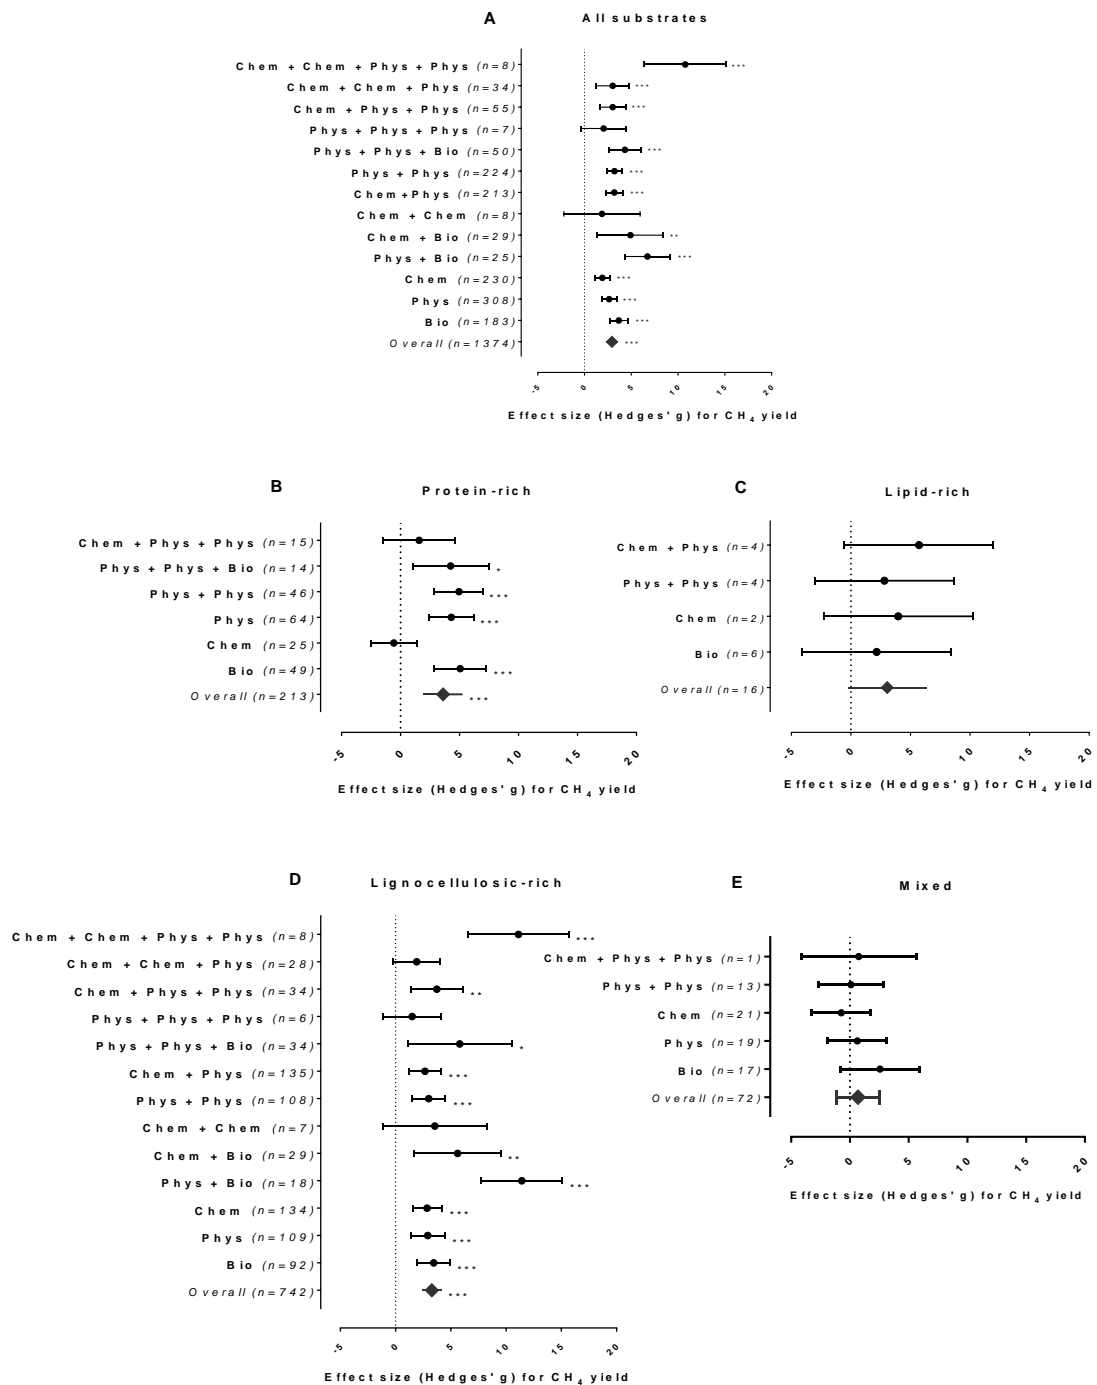 A
All substrates
Chem + Chem + Phys + Phys (n=8)
***
Chem + Chem + Phys (n=34)
***
Chem + Phys + Phys (n=55)
***
Phys + Phys + Phys (n=7)
Phys + Phys + Bio (n=50)
***
Phys + Phys (n=224)
***
Chem+Phys (n=213)
***
Chem + Chem (n=8)
Chem + Bio (n=29)
**
Phys + Bio (n=25)
***
Chem (n=230)
***
Phys (n=308)
***
Bio (n=183)
***
Overall (n=1374)
***
-5 0 5 10 15 20
Effect size (Hedges' g) for CH4 yield
B
Protein-rich
Chem + Phys + Phys (n=15)
Phys + Phys + Bio (n=14)
*
Phys + Phys (n=46)
***
Phys (n=64)
***
Chem (n=25)
Bio (n=49)
***
Overall (n=213)
***
-5 0 5 10 15 20
Effect size (Hedges' g) for CH4 yield
C
Lipid-rich
Chem + Phys (n=4)
Phys + Phys (n=4)
Chem (n=2)
Bio (n=6)
Overall (n=16)
-5 0 5 10 15 20
Effect size (Hedges' g) for CH4 yield
D
Lignocellulosic-rich
Chem + Chem + Phys + Phys (n=8)
***
Chem + Chem + Phys (n=28)
Chem + Phys + Phys (n=34)
**
Phys + Phys + Phys (n=6)
Phys + Phys + Bio (n=34)
*
Chem + Phys (n=135)
***
Phys + Phys (n=108)
***
Chem + Chem (n=7)
Chem + Bio (n=29)
**
Phys + Bio (n=18)
***
Chem (n=134)
***
Phys (n=109)
***
Bio (n=92)
***
Overall (n=742)
***
-5 0 5 10 15 20
Effect size (Hedges' g) for CH4 yield
E
Mixed
Chem + Phys + Phys (n=1)
Phys + Phys (n=13)
Chem (n=21)
Phys (n=19)
Bio (n=17)
Overall (n=72)
-5 0 5 10 15 20
Effect size (Hedges' g) for CH4 yield